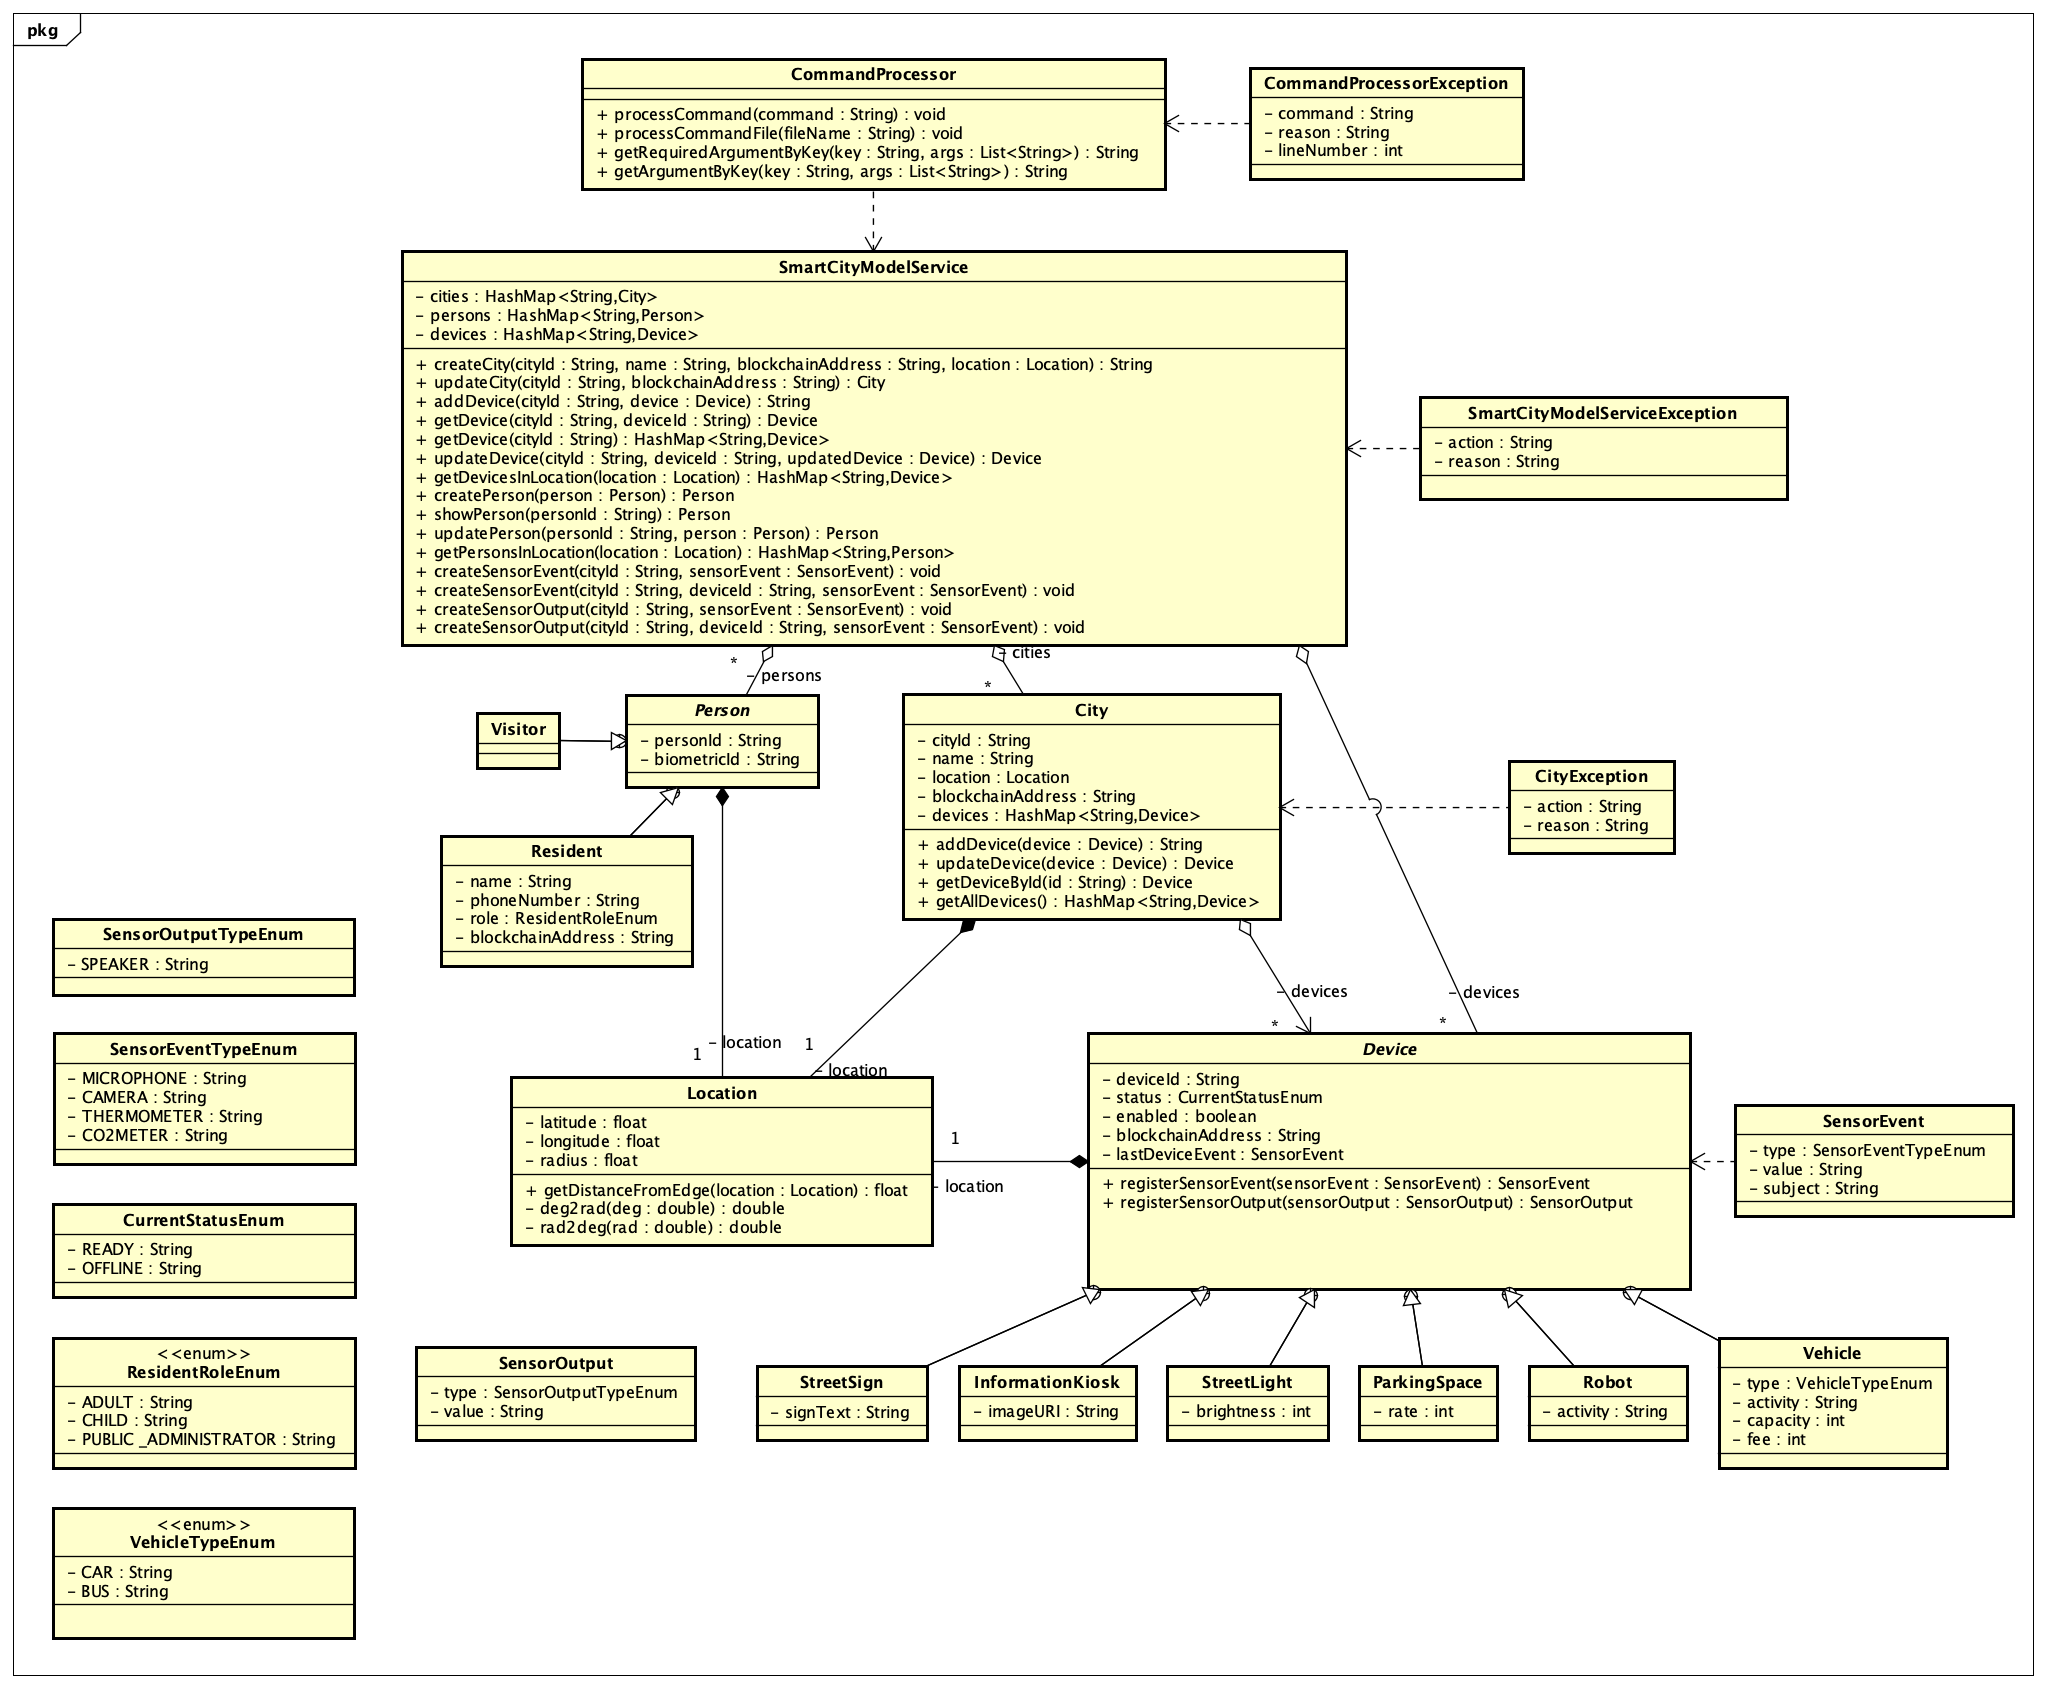 pkg
CommandProcessor
+ processCommand(command : String) : void
+ processCommandFile(fileName : String) : void
+ getRequiredArgumentByKey(key : String, args : List<String>) : String
+ getArgumentByKey(key : String, args : List<String>) : String
CommandProcessorException
- command : String
- reason : String
- lineNumber : int
SmartCityModelService
- cities : HashMap<String,City>
- persons : HashMap<String,Person>
- devices : HashMap<String,Device>
+ createCity(cityId : String, name : String, blockchainAddress : String, location : Location) : String
+ updateCity(cityId : String, blockchainAddress : String) : City
+ addDevice(cityId : String, device : Device) : String
+ getDevice(cityId : String, deviceId : String) : Device
+ getDevice(cityId : String) : HashMap<String,Device>
+ updateDevice(cityId : String, deviceId : String, updatedDevice : Device) : Device
+ getDevicesInLocation(location : Location) : HashMap<String,Device>
+ createPerson(person : Person) : Person
+ showPerson(personId : String) : Person
+ updatePerson(personId : String, person : Person) : Person
+ getPersonsInLocation(location : Location) : HashMap<String,Person>
+ createSensorEvent(cityId : String, sensorEvent : SensorEvent) : void
+ createSensorEvent(cityId : String, deviceId : String, sensorEvent : SensorEvent) : void
+ createSensorOutput(cityId : String, sensorEvent : SensorEvent) : void
+ createSensorOutput(cityId : String, deviceId : String, sensorEvent : SensorEvent) : void
SmartCityModelServiceException
- action : String
- reason : String
*
- persons
- cities
*
Visitor
Person
- personId : String
- biometricId : String
City
- cityId : String
- name : String
- location : Location
- blockchainAddress : String
- devices : HashMap<String,Device>
+ addDevice(device : Device) : String
+ updateDevice(device : Device) : Device
+ getDeviceById(id : String) : Device
+ getAllDevices() : HashMap<String,Device>
CityException
- action : String
- reason : String
Resident
- name : String
- phoneNumber : String
- role : ResidentRoleEnum
- blockchainAddress : String
SensorOutputTypeEnum
- SPEAKER : String
- devices
*
- devices
*
SensorEventTypeEnum
- MICROPHONE : String
- CAMERA : String
- THERMOMETER : String
- CO2METER : String
1
- location
1
- location
Location
- latitude : float
- longitude : float
- radius : float
+ getDistanceFromEdge(location : Location) : float
- deg2rad(deg : double) : double
- rad2deg(rad : double) : double
1
- location
Device
- deviceId : String
- status : CurrentStatusEnum
- enabled : boolean
- blockchainAddress : String
- lastDeviceEvent : SensorEvent
+ registerSensorEvent(sensorEvent : SensorEvent) : SensorEvent
+ registerSensorOutput(sensorOutput : SensorOutput) : SensorOutput
SensorEvent
- type : SensorEventTypeEnum
- value : String
- subject : String
CurrentStatusEnum
- READY : String
- OFFLINE : String
<<enum>>
ResidentRoleEnum
- ADULT : String
- CHILD : String
- PUBLIC _ADMINISTRATOR : String
SensorOutput
- type : SensorOutputTypeEnum
- value : String
StreetSign
- signText : String
InformationKiosk
- imageURI : String
StreetLight
- brightness : int
ParkingSpace
- rate : int
Robot
- activity : String
Vehicle
- type : VehicleTypeEnum
- activity : String
- capacity : int
- fee : int
<<enum>>
VehicleTypeEnum
- CAR : String
- BUS : String